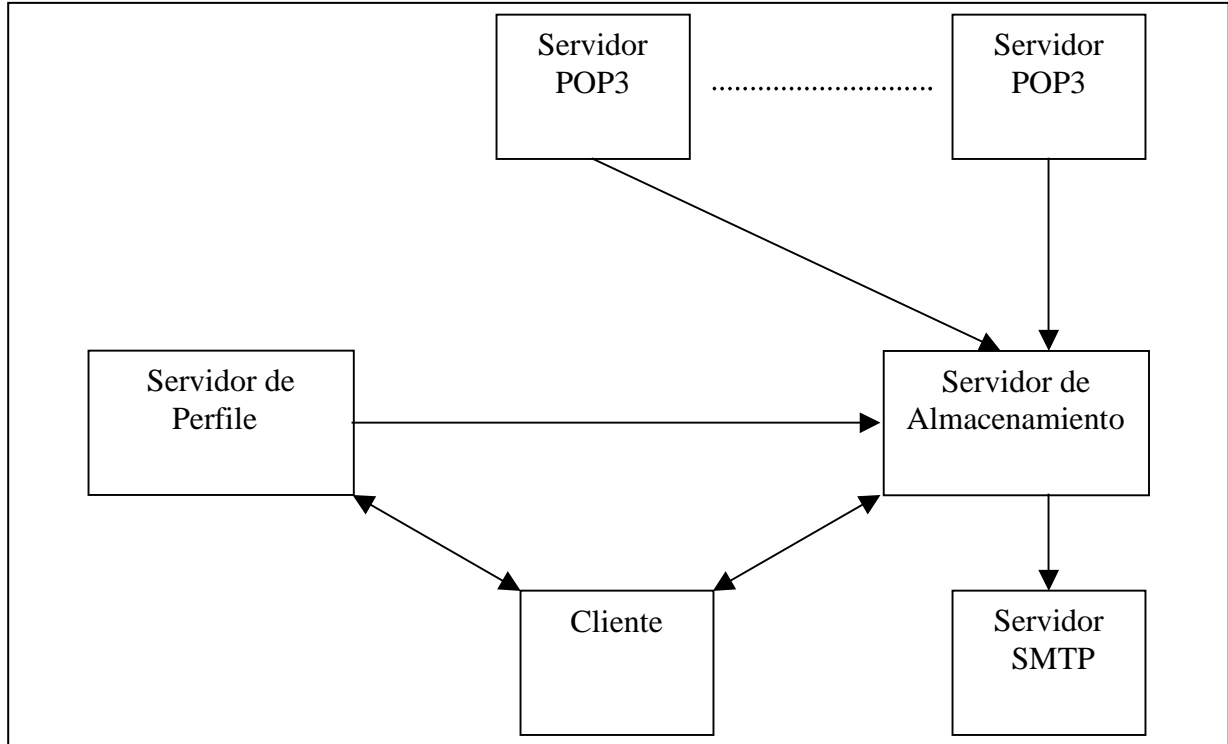 Servidor
POP3
Servidor
POP3
Servidor de
Perfile
Servidor de
Almacenamiento
Cliente
Servidor
SMTP